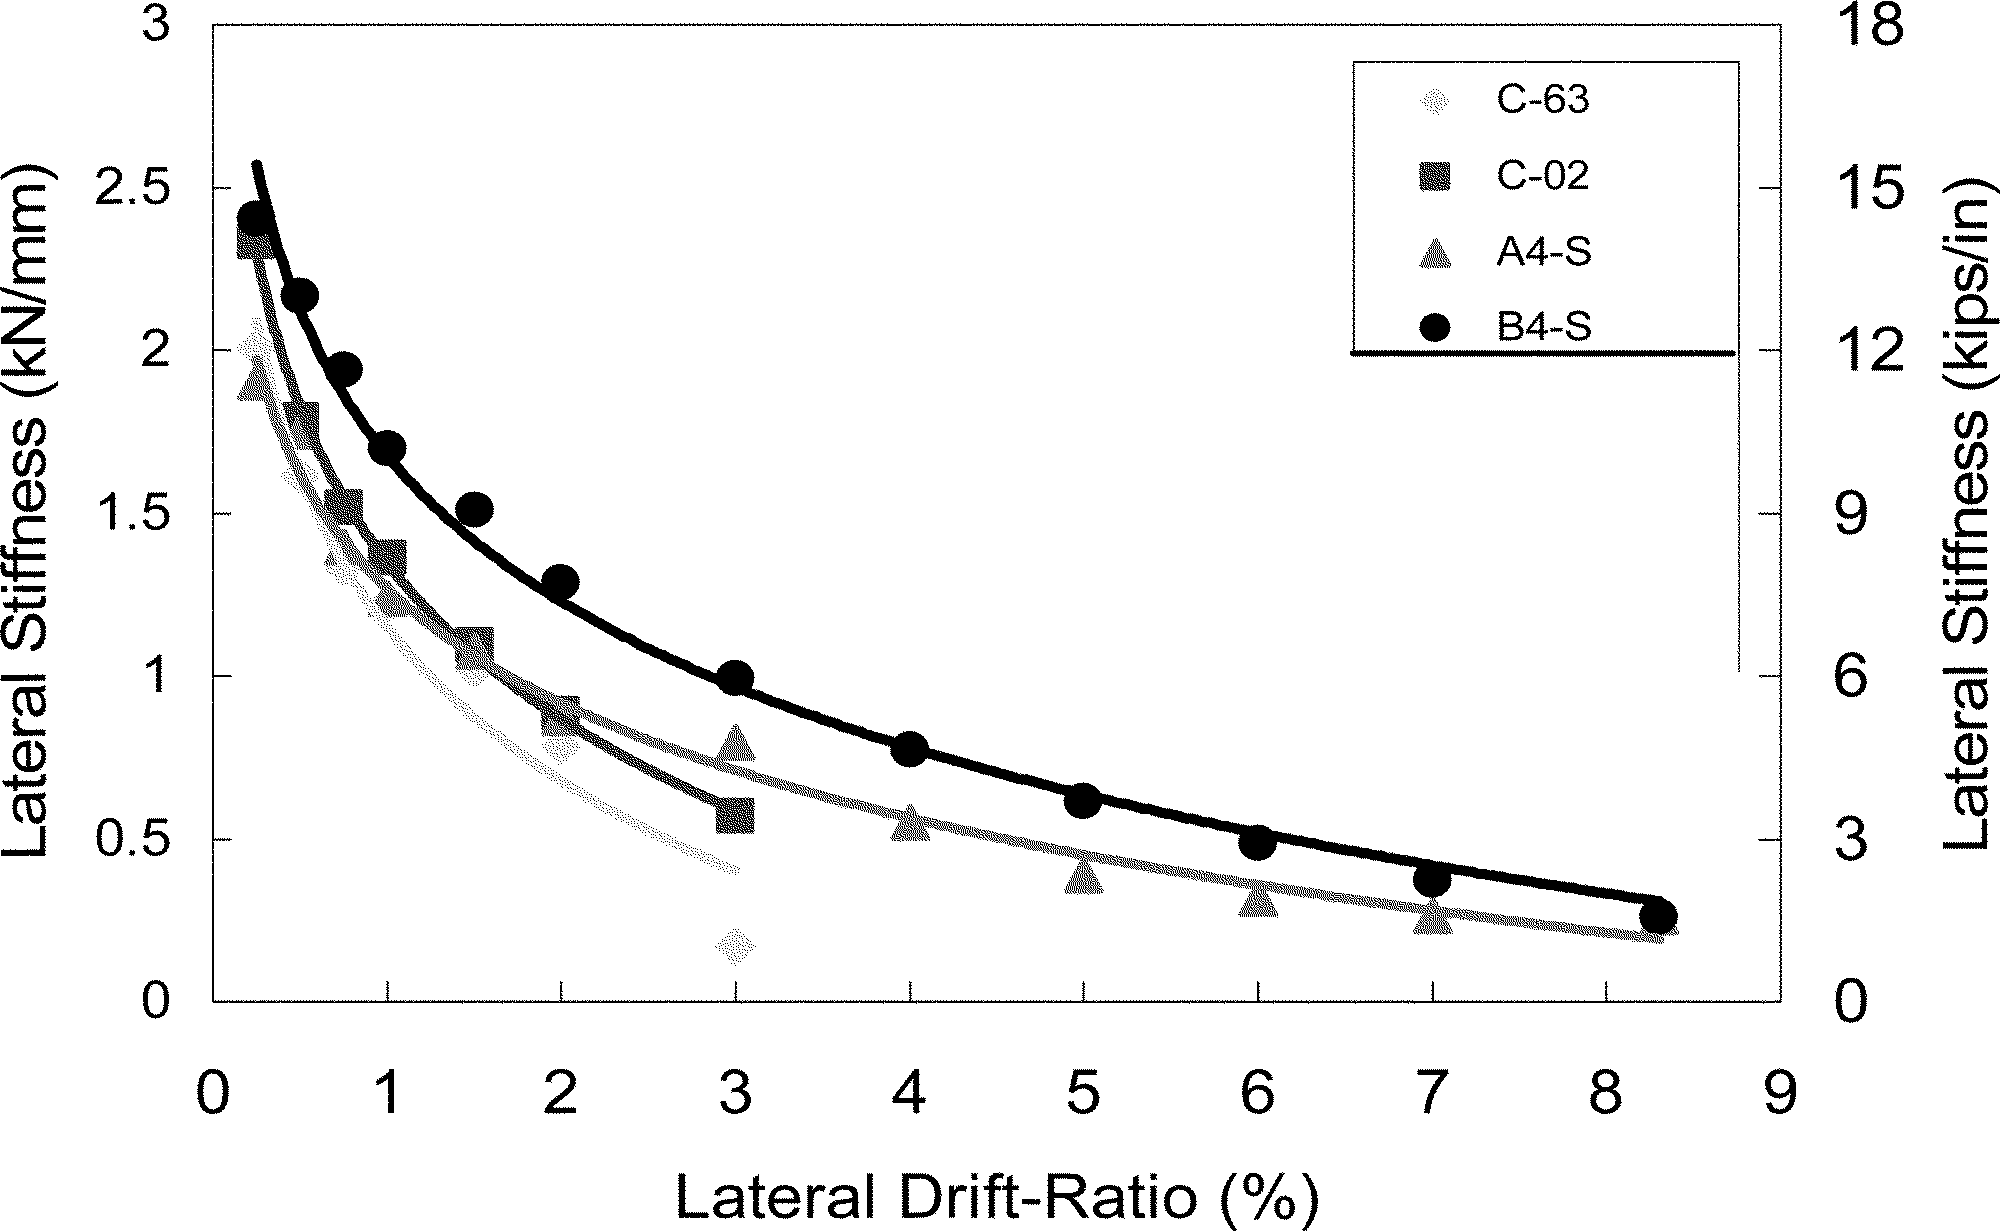 3
2.5
2
1.5
1
0.5
0
Lateral Stiffness (kN/mm)
18
15
12
9
6
3
0
Lateral Stiffness (kips/in)
C-63
C-02
A4-S
B4-S
0 1 2 3 4 5 6 7 8 9
Lateral Drift-Ratio (%)